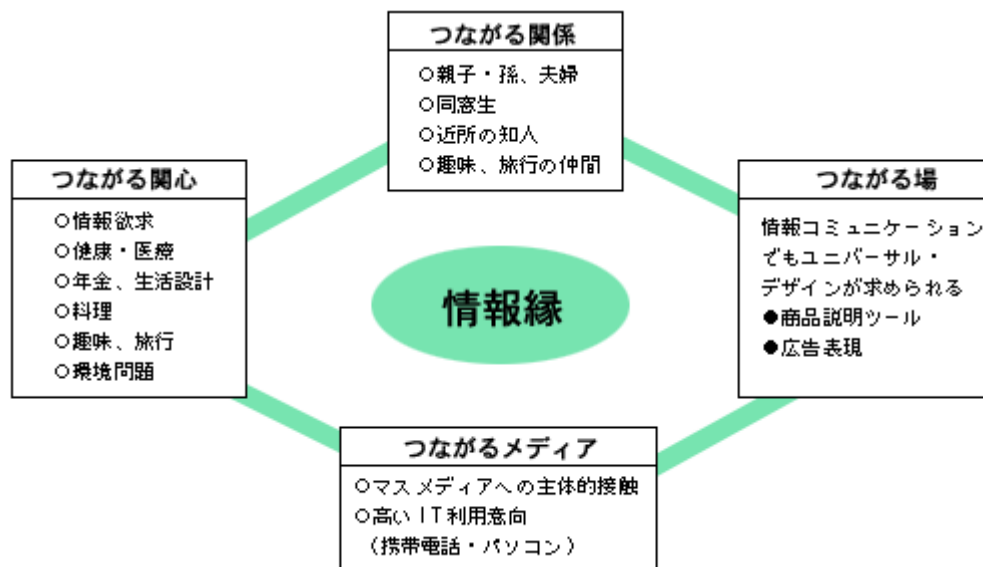 つながる関係
○親子・孫、夫婦
○同窓生
○近所の知人
○趣味、旅行の仲間
つながる関心
○情報欲求
○健康・医療
○年金、生活設計
○料理
○趣味、旅行
○環境問題
情報縁
つながる場
情報コミュニケーション
でもユニバーサル・
デザインが求められる
●商品説明ツール
●広告表現
つながるメディア
○マスメディアへの主体的接触
○高いIT利用意向
（携帯電話・パソコン）